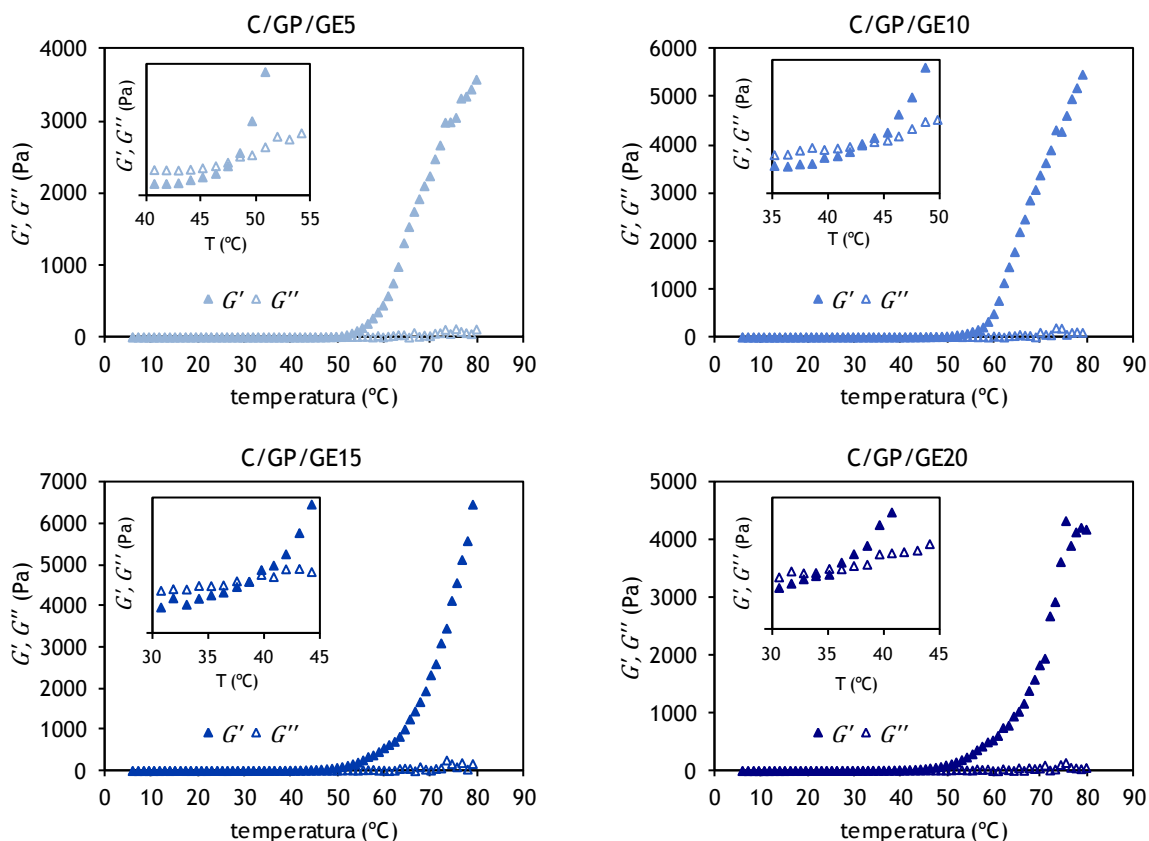 C/GP/GE5
G', G'' (Pa)
4000
3000
2000
1000
0
G', G'' (Pa)
40 45 50 55
T (ºC)
G' G''
0 10 20 30 40 50 60 70 80 90
temperatura (ºC)
C/GP/GE10
G', G'' (Pa)
6000
5000
4000
3000
2000
1000
0
G', G'' (Pa)
35 40 45 50
T (ºC)
G' G''
0 10 20 30 40 50 60 70 80 90
temperatura (ºC)
C/GP/GE15
G', G'' (Pa)
7000
6000
5000
4000
3000
2000
1000
0
G', G'' (Pa)
30 35 40 45
T (ºC)
G' G''
0 10 20 30 40 50 60 70 80 90
temperatura (ºC)
C/GP/GE20
G', G'' (Pa)
5000
4000
3000
2000
1000
0
G', G'' (Pa)
30 35 40 45
T (ºC)
G' G''
0 10 20 30 40 50 60 70 80 90
temperatura (ºC)